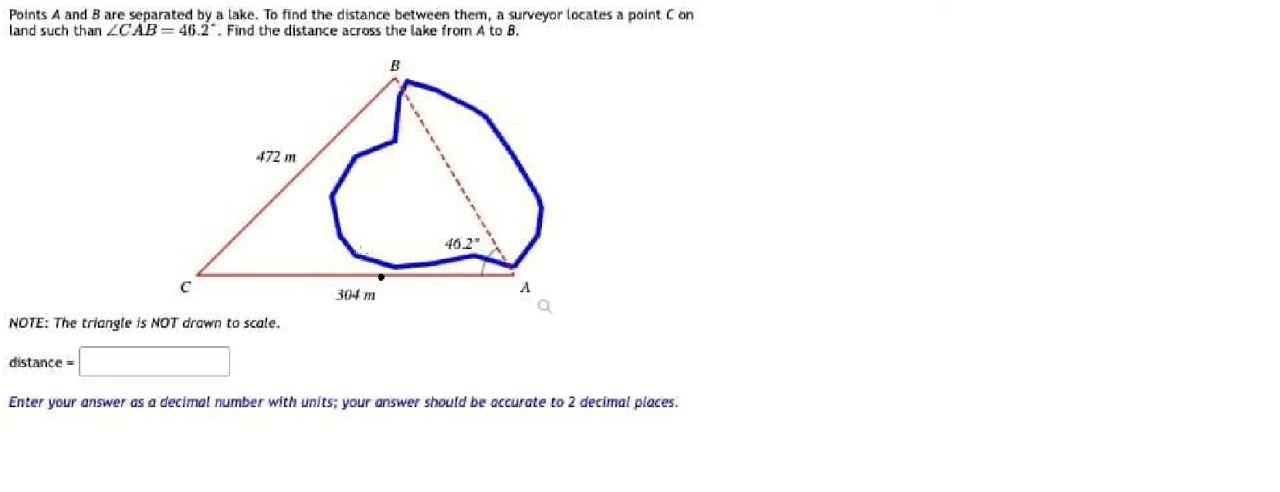 Points A and B are separated by a lake. To find the distance between them, a surveyor locates a point C on
land such than ∠CAB = 46.2°. Find the distance across the lake from A to B.
B
472 m
46.2°
C
A
304 m
NOTE: The triangle is NOT drawn to scale.
distance =
Enter your answer as a decimal number with units; your answer should be accurate to 2 decimal places.